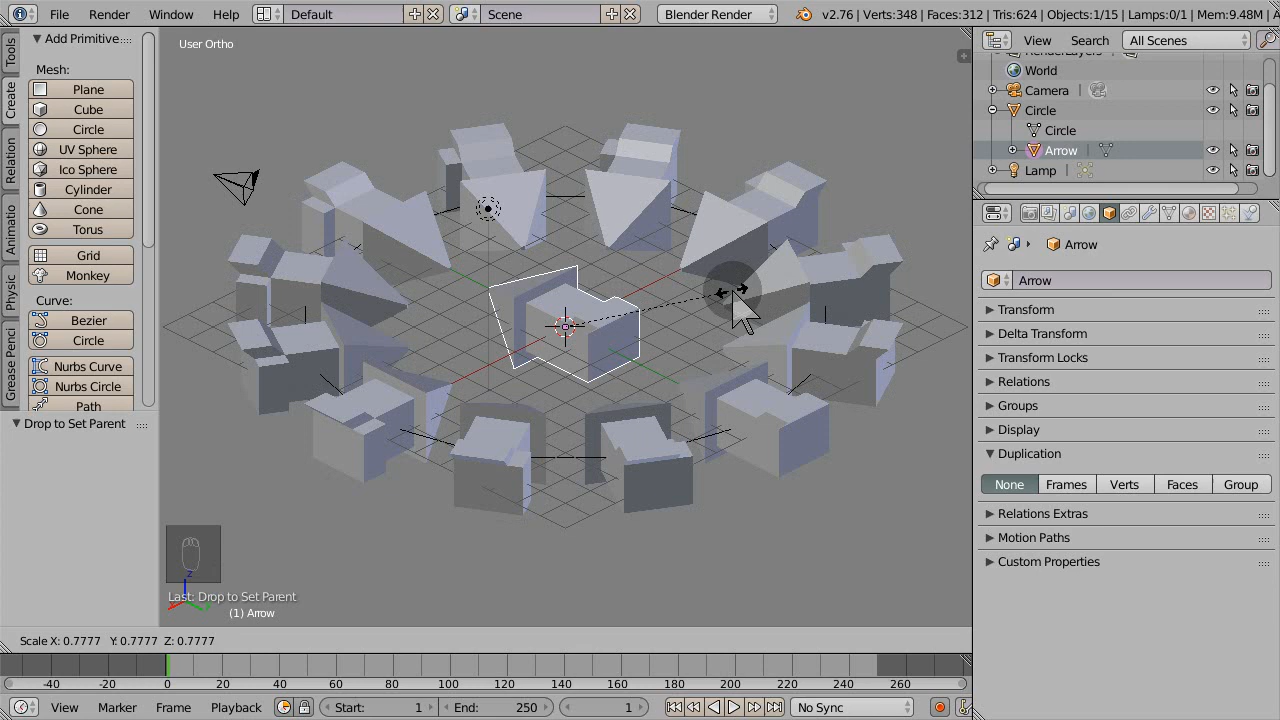 File Render Window Help Default Scene Blender Render v2.76 | Verts:348 | Faces:312 | Tris:624 | Objects:1/15 | Lamps:0/1 | Mem:9.48M | A
Tools
Create
Relation
Animatio
Physic
Grease Penci
Add Primitive
Mesh:
Plane
Cube
Circle
UV Sphere
Ico Sphere
Cylinder
Cone
Torus
Grid
Monkey
Curve:
Bezier
Circle
Nurbs Curve
Nurbs Circle
Path
Drop to Set Parent
User Ortho
z
Last: Drop to Set Parent
(1) Arrow
Scale X: 0.7777 Y: 0.7777 Z: 0.7777
View Search All Scenes
RenderLayers
World
Camera
Circle
Circle
Arrow
Lamp
Arrow
Arrow
Transform
Delta Transform
Transform Locks
Relations
Groups
Display
Duplication
None Frames Verts Faces Group
Relations Extras
Motion Paths
Custom Properties
-40 -20 0 20 40 60 80 100 120 140 160 180 200 220 240 260
View Marker Frame Playback Start: 1 End: 250 1 No Sync